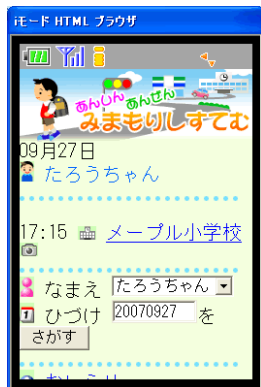 iモード HTML ブラウザ
あんしん あんぜん
みまもりしすてむ
09月27日
たろうちゃん
17:15 メープル小学校
なまえ たろうちゃん
ひづけ 20070927 を
さがす